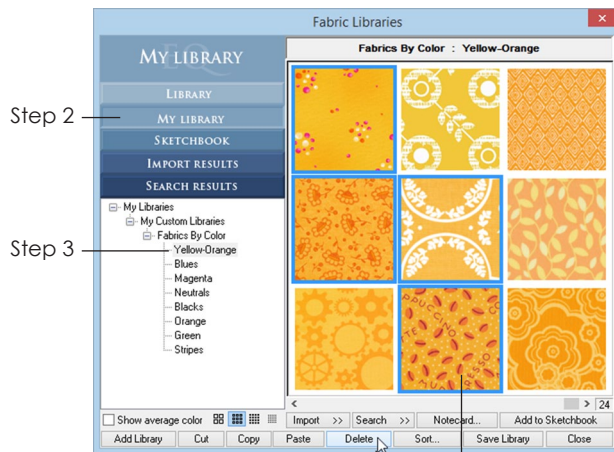 Fabric Libraries
MY LIBRARY
Fabrics By Color : Yellow-Orange
LIBRARY
Step 2
MY LIBRARY
SKETCHBOOK
IMPORT RESULTS
SEARCH RESULTS
My Libraries
My Custom Libraries
Fabrics By Color
Step 3
Yellow-Orange
Blues
Magenta
Neutrals
Blacks
Orange
Green
Stripes
24
Show average color
Import >> Search >> Notecard... Add to Sketchbook
Add Library Cut Copy Paste Delete Sort... Save Library Close